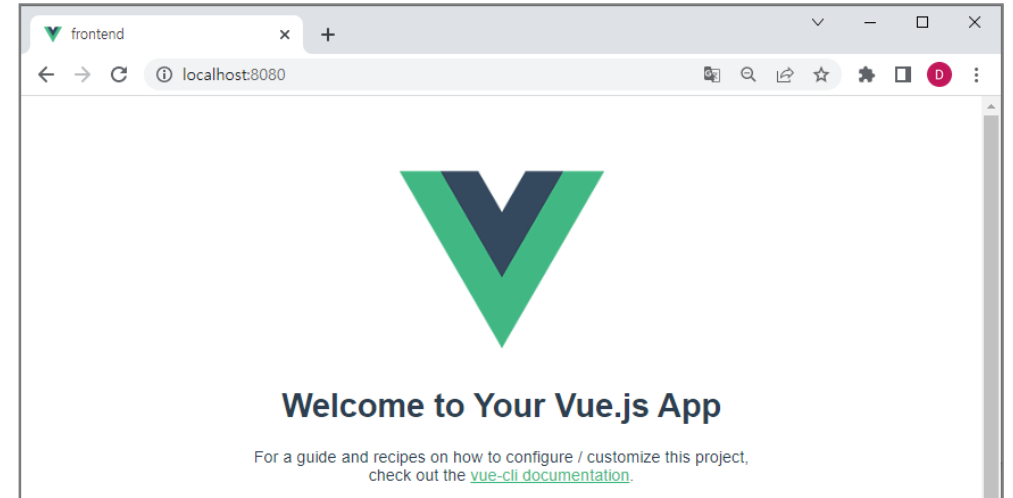 frontend
localhost:8080
D
Welcome to Your Vue.js App
For a guide and recipes on how to configure / customize this project,
check out the vue-cli documentation.